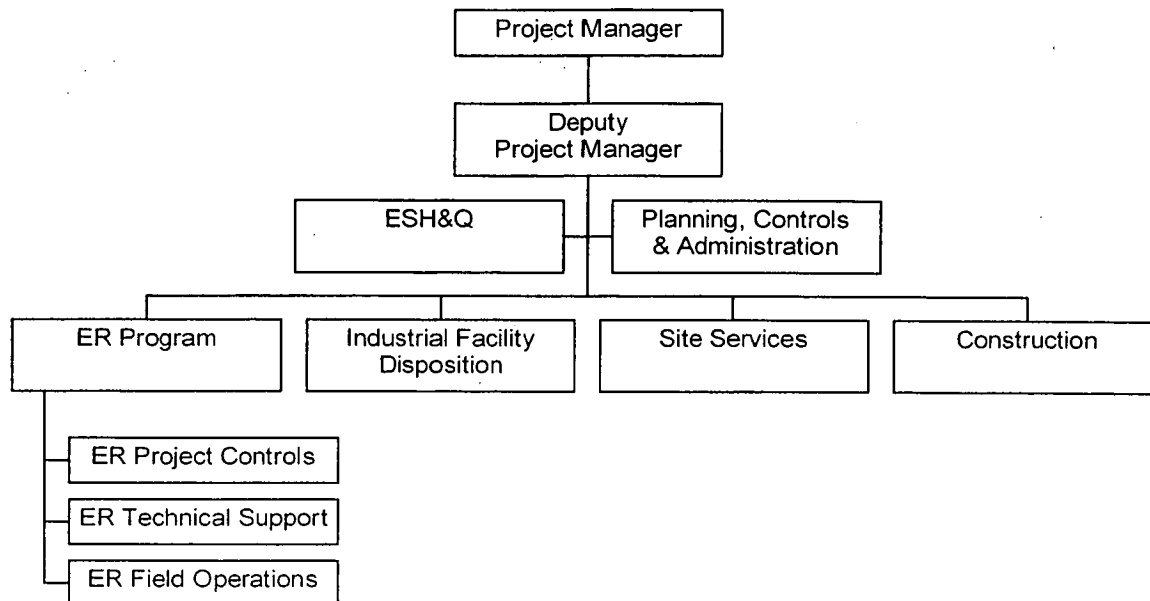 Project Manager
Deputy
Project Manager
ESH&Q
Planning, Controls
& Administration
ER Program
Industrial Facility
Disposition
Site Services
Construction
ER Project Controls
ER Technical Support
ER Field Operations